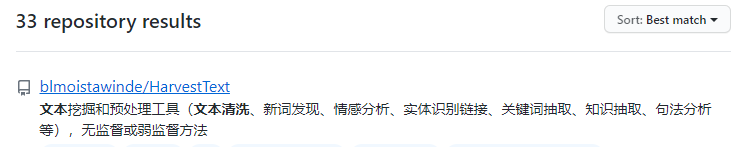 33 repository results
Sort: Best match
blmoistawinde/HarvestText
文本挖掘和预处理工具（文本清洗、新词发现、情感分析、实体识别链接、关键词抽取、知识抽取、句法分析
等），无监督或弱监督方法